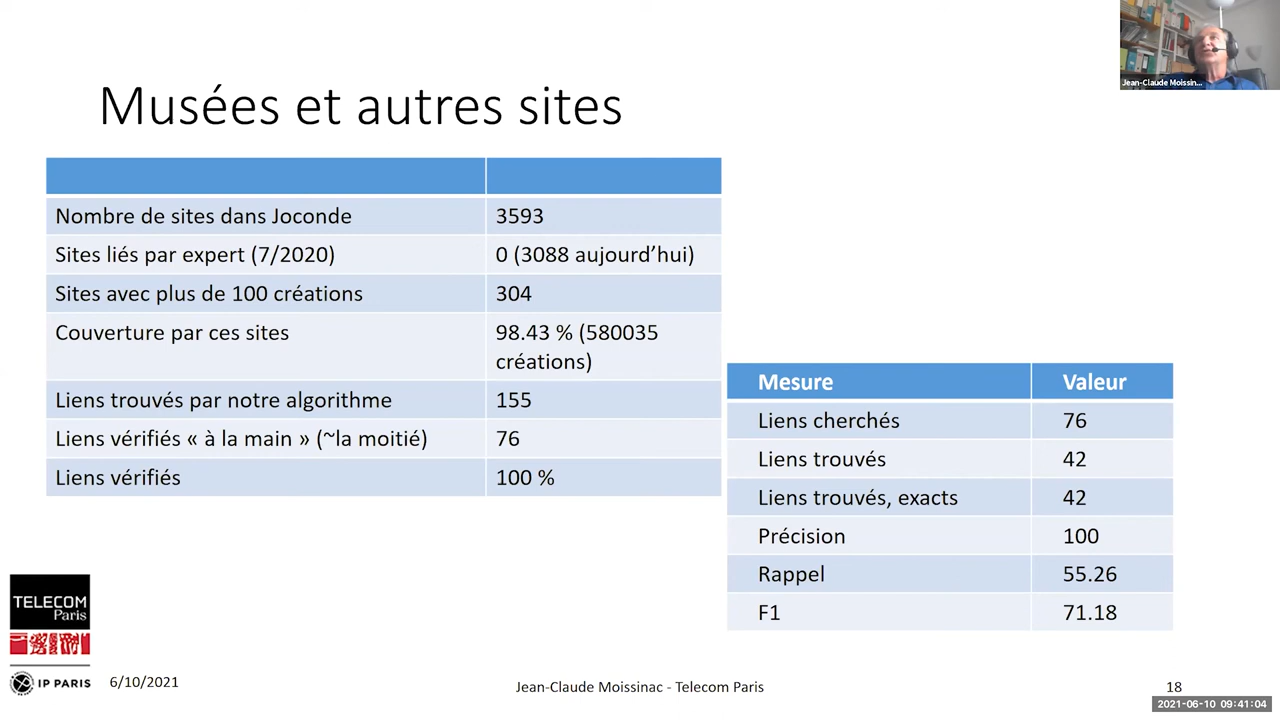 Jean-Claude Moissin...
Musées et autres sites
Nombre de sites dans Joconde 3593
Sites liés par expert (7/2020) 0 (3088 aujourd’hui)
Sites avec plus de 100 créations 304
Couverture par ces sites 98.43 % (580035
créations)
Liens trouvés par notre algorithme 155
Liens vérifiés « à la main » (~la moitié) 76
Liens vérifiés 100 %
Mesure Valeur
Liens cherchés 76
Liens trouvés 42
Liens trouvés, exacts 42
Précision 100
Rappel 55.26
F1 71.18
TELECOM
Paris
IP PARIS
6/10/2021
Jean-Claude Moissinac - Telecom Paris
18
2021-06-10 09:41:04